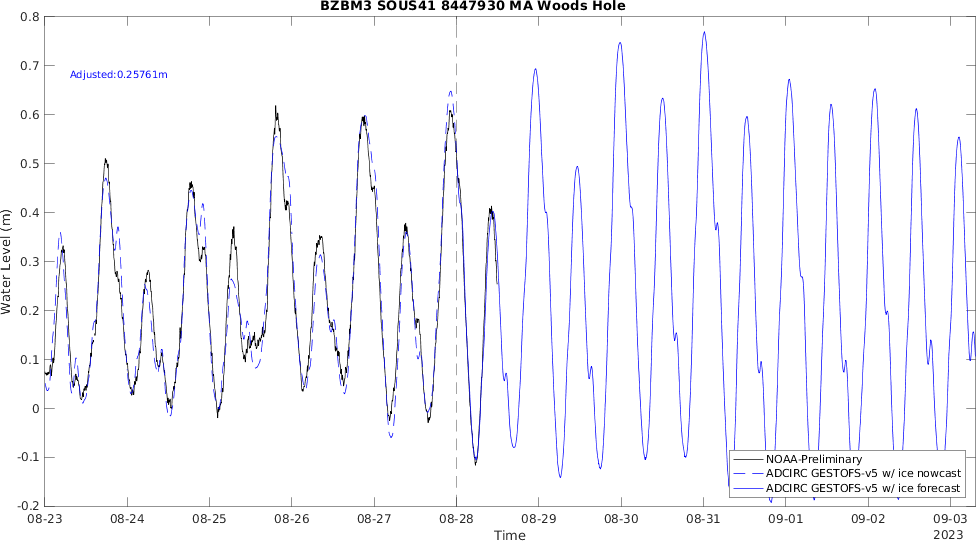 BZBM3 SOUS41 8447930 MA Woods Hole
Adjusted:0.25761m
Water Level (m)
0.8
0.7
0.6
0.5
0.4
0.3
0.2
0.1
0
-0.1
-0.2
NOAA-Preliminary
ADCIRC GESTOFS-v5 w/ ice nowcast
ADCIRC GESTOFS-v5 w/ ice forecast
08-23 08-24 08-25 08-26 08-27 08-28 08-29 08-30 08-31 09-01 09-02 09-03
Time 2023